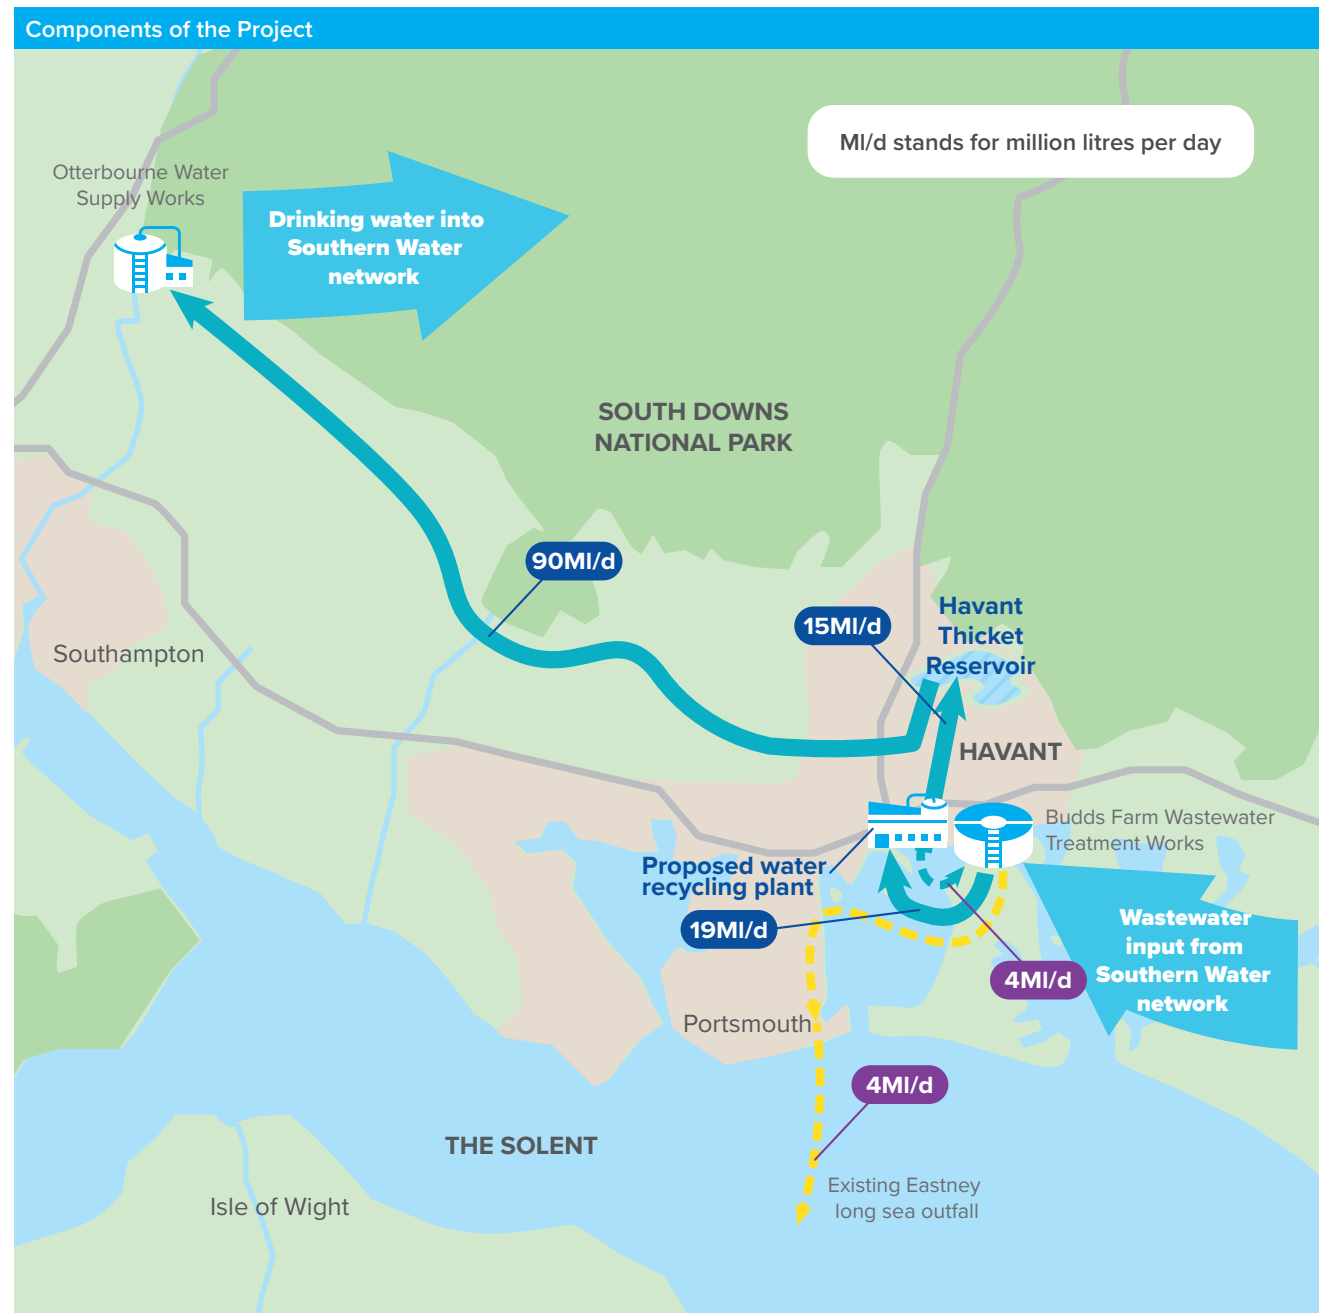 Components of the Project
Ml/d stands for million litres per day
Otterbourne Water
Supply Works
Drinking water into
Southern Water
network
SOUTH DOWNS
NATIONAL PARK
90Ml/d
15Ml/d
Havant
Thicket
Reservoir
Southampton
HAVANT
Budds Farm Wastewater
Treatment Works
Proposed water
recycling plant
19Ml/d
Wastewater
input from
Southern Water
network
4Ml/d
Portsmouth
4Ml/d
THE SOLENT
Existing Eastney
long sea outfall
Isle of Wight